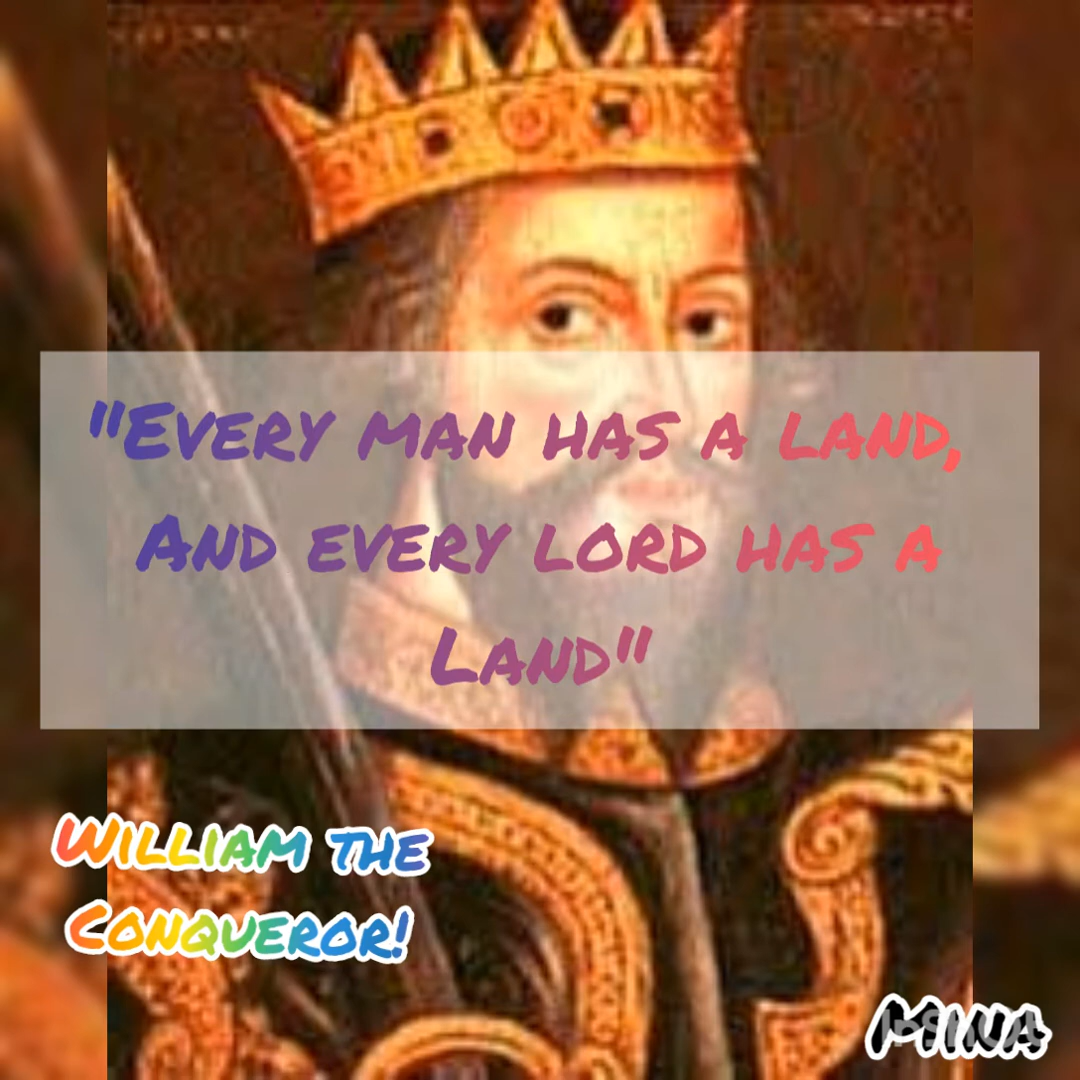 "Every man has a land,
And every lord has a
Land"
William the
Conqueror!
Mina